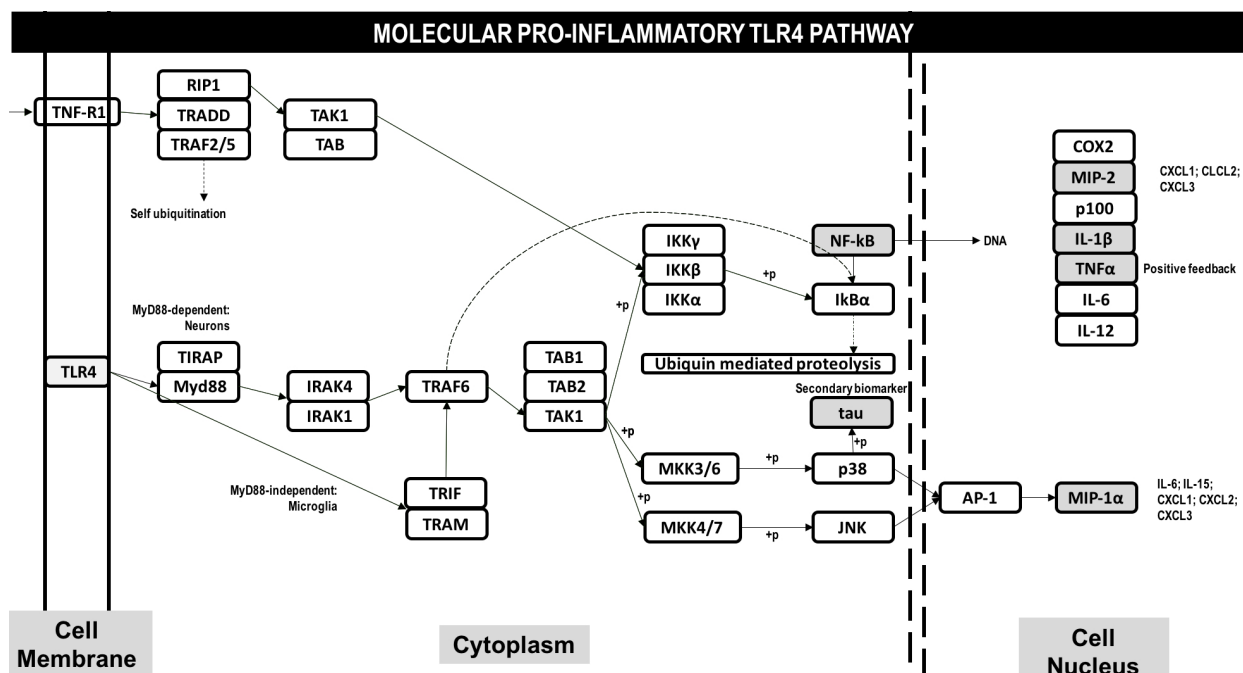 MOLECULAR PRO-INFLAMMATORY TLR4 PATHWAY
TNF-R1
RIP1
TRADD
TRAF2/5
Self ubiquitination
TAK1
TAB
MyD88-dependent:
Neurons
TLR4
TIRAP
Myd88
IRAK4
IRAK1
TRAF6
MyD88-independent:
Microglia
TRIF
TRAM
TAB1
TAB2
TAK1
+p
+p
+p
IKKγ
IKKβ
IKKα
+p
NF-kB
IkBα
DNA
Ubiquin mediated proteolysis
Secondary biomarker
tau
+p
MKK3/6
+p
p38
MKK4/7
+p
JNK
AP-1
MIP-1α
IL-6; IL-15;
CXCL1; CXCL2;
CXCL3
COX2
MIP-2
p100
IL-1β
TNFα
IL-6
IL-12
CXCL1; CLCL2;
CXCL3
Positive feedback
Cell
Membrane
Cytoplasm
Cell
Nucleus